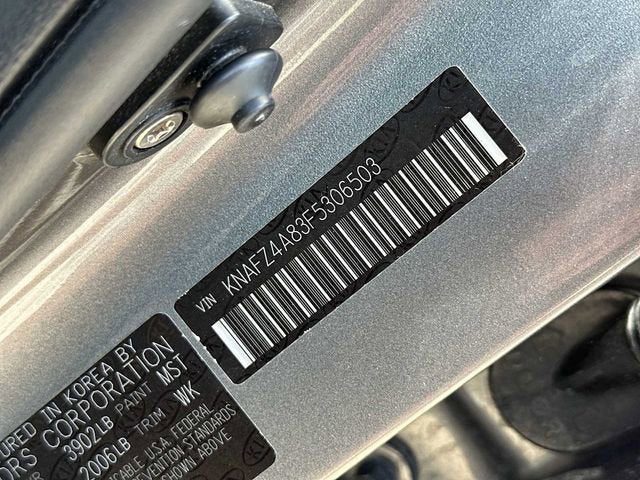 VIN KNAFZ4A83F5306503
TURED IN KOREA BY
ORS CORPORATION
3902LB PAINT MST
2006LB TRIM WK
ICABLE U.S.A. FEDERAL
EVENTION STANDARDS
SHOWN ABOVE